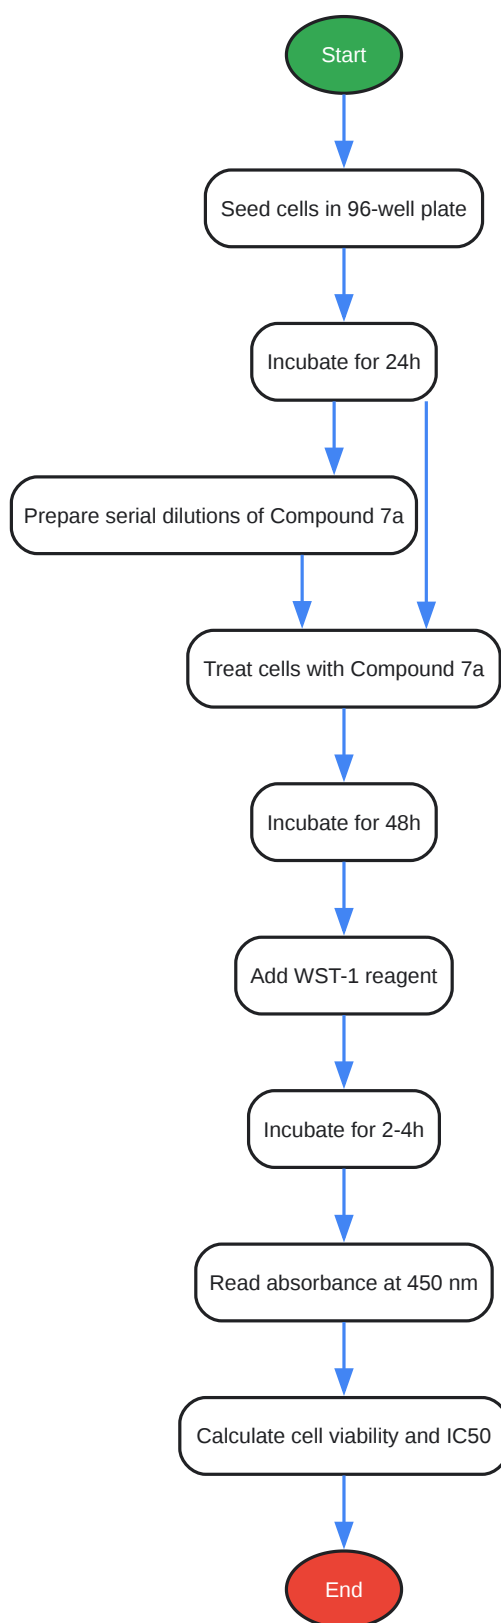 Start
Seed cells in 96-well plate
Incubate for 24h
Prepare serial dilutions of Compound 7a
Treat cells with Compound 7a
Incubate for 48h
Add WST-1 reagent
Incubate for 2-4h
Read absorbance at 450 nm
Calculate cell viability and IC50
End